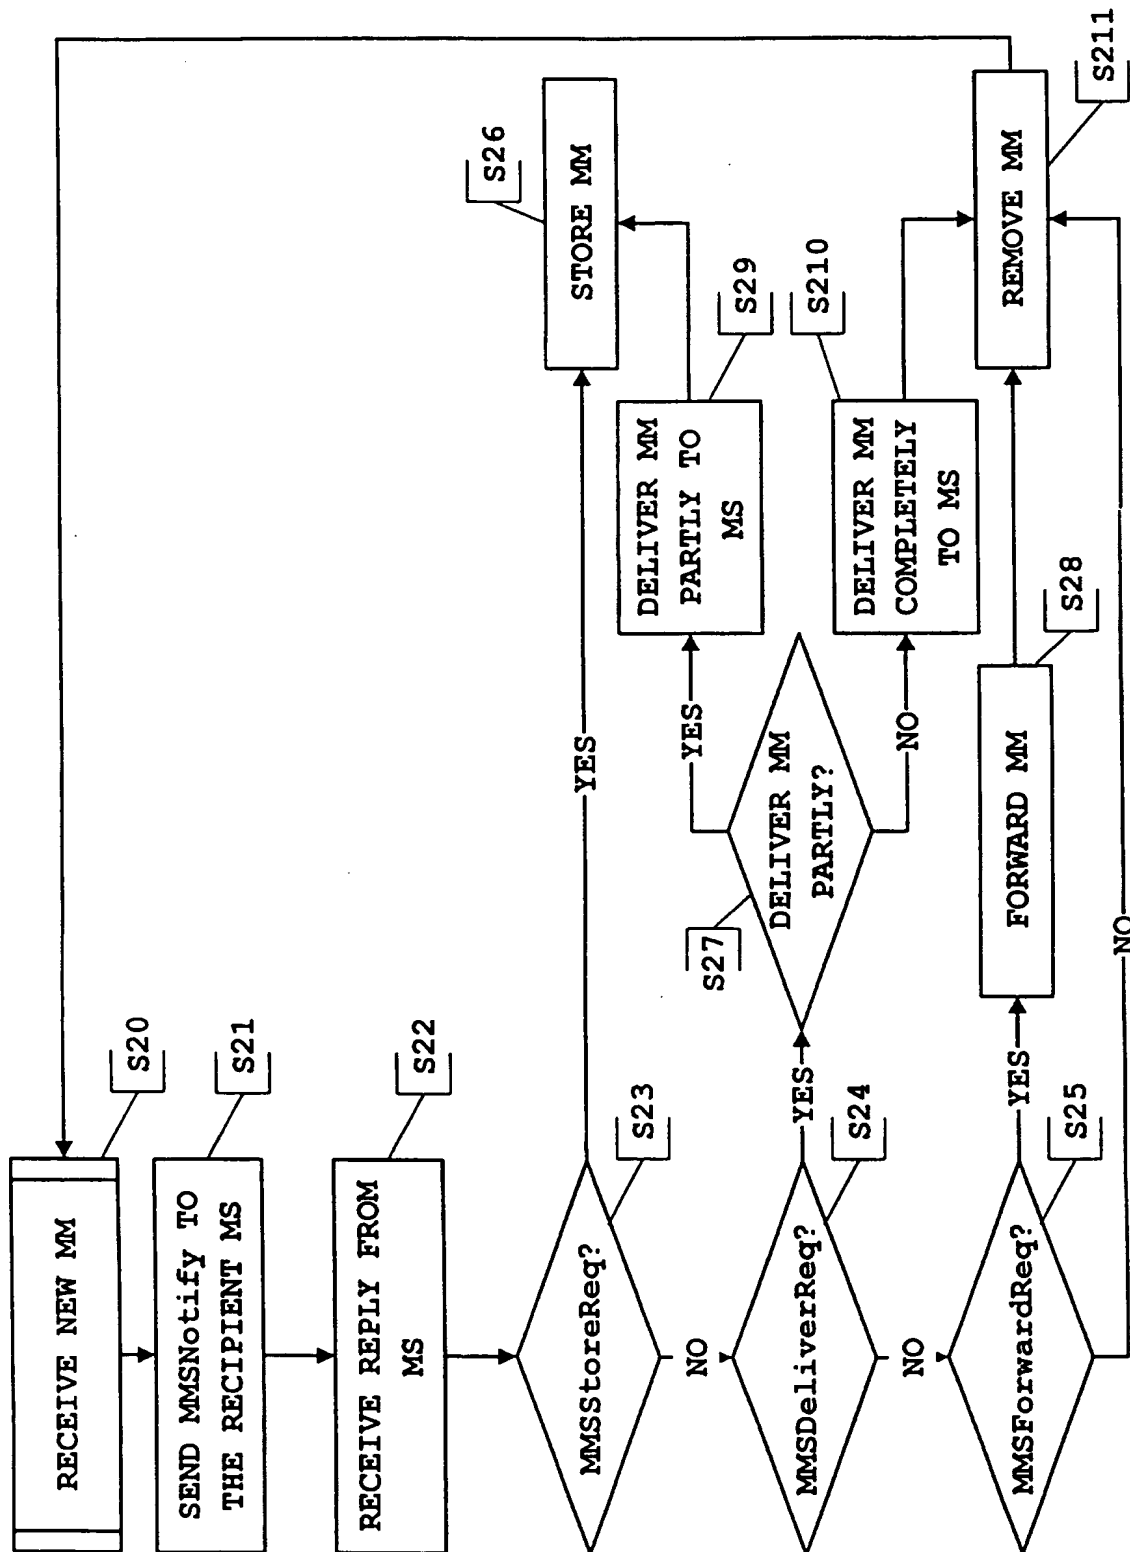 RECEIVE NEW MM
S20
SEND MMSNotify TO
THE RECIPIENT MS
S21
RECEIVE REPLY FROM
MS
S22
MMSStoreReq?
S23
YES
STORE MM
S26
NO
MMSDeliverReq?
S24
YES
DELIVER MM
PARTLY?
S27
YES
DELIVER MM
PARTLY TO
MS
S29
NO
DELIVER MM
COMPLETELY
TO MS
S210
NO
MMSForwardReq?
S25
YES
FORWARD MM
S28
REMOVE MM
S211
NO